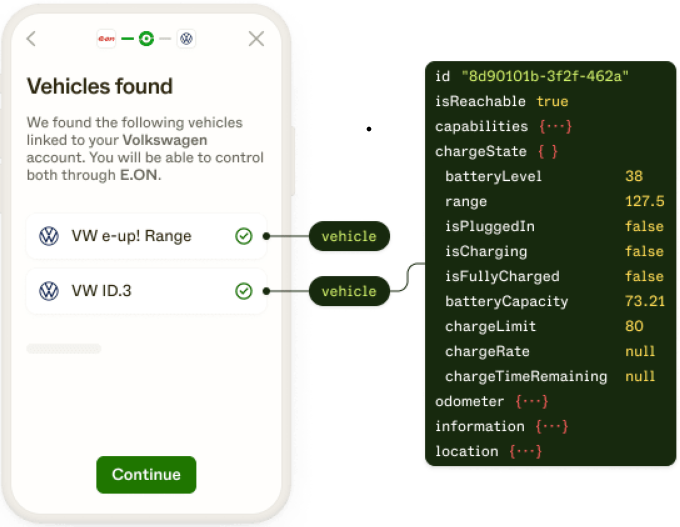 e·on
Vehicles found
We found the following vehicles
linked to your Volkswagen
account. You will be able to control
both through E.ON.
VW e-up! Range
vehicle
VW ID.3
vehicle
Continue
id "8d90101b-3f2f-462a"
isReachable true
capabilities {···}
chargeState { }
batteryLevel 38
range 127.5
isPluggedIn false
isCharging false
isFullyCharged false
batteryCapacity 73.21
chargeLimit 80
chargeRate null
chargeTimeRemaining null
odometer {···}
information {···}
location {···}